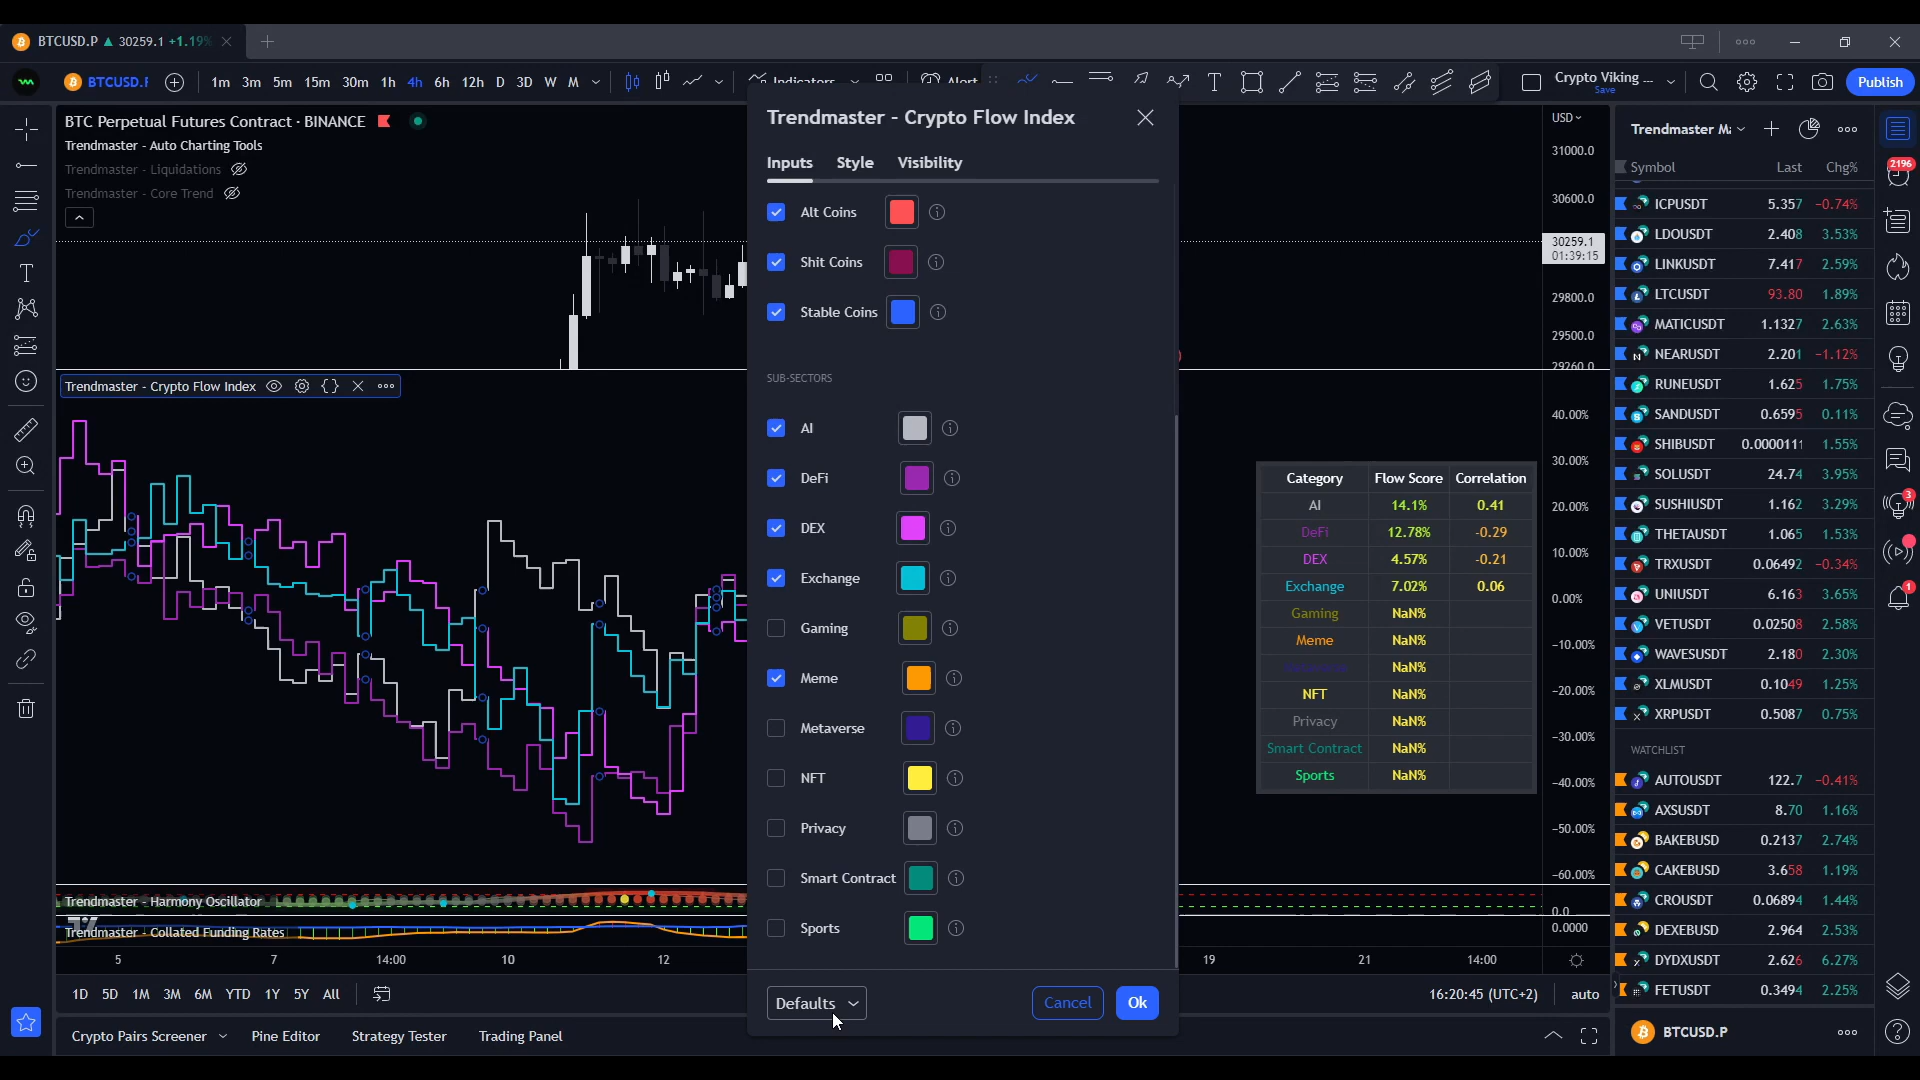 BTCUSD.P ▲ 30259.1 +1.19%
BTCUSD.F 1m 3m 5m 15m 30m 1h 4h 6h 12h D 3D W M Indicators Alert Crypto Viking ... Save Publish
BTC Perpetual Futures Contract · BINANCE
Trendmaster - Auto Charting Tools
Trendmaster - Liquidations
Trendmaster - Core Trend
Trendmaster - Crypto Flow Index
Trendmaster - Harmony Oscillator
Trendmaster - Collated Funding Rates
5 7 14:00 10 12 19 21 14:00
1D 5D 1M 3M 6M YTD 1Y 5Y All 16:20:45 (UTC+2) auto
Crypto Pairs Screener Pine Editor Strategy Tester Trading Panel
Trendmaster - Crypto Flow Index
Inputs Style Visibility
Alt Coins
Shit Coins
Stable Coins
SUB-SECTORS
AI
DeFi
DEX
Exchange
Gaming
Meme
Metaverse
NFT
Privacy
Smart Contract
Sports
Defaults Cancel Ok
Category Flow Score Correlation
AI 14.1% 0.41
DeFi 12.78% -0.29
DEX 4.57% -0.21
Exchange 7.02% 0.06
Gaming NaN%
Meme NaN%
NaN%
NFT NaN%
Privacy NaN%
Smart Contract NaN%
Sports NaN%
USD
31000.0
30600.0
30259.1
01:39:15
29800.0
29500.0
29260.0
40.00%
30.00%
20.00%
10.00%
0.00%
-10.00%
-20.00%
-30.00%
-40.00%
-50.00%
-60.00%
0.0
0.0000
Trendmaster M
Symbol Last Chg%
ICPUSDT 5.357 -0.74%
LDOUSDT 2.408 3.53%
LINKUSDT 7.417 2.59%
LTCUSDT 93.80 1.89%
MATICUSDT 1.1327 2.63%
NEARUSDT 2.201 -1.12%
RUNEUSDT 1.625 1.75%
SANDUSDT 0.6595 0.11%
SHIBUSDT 0.0000111 1.55%
SOLUSDT 24.74 3.95%
SUSHIUSDT 1.162 3.29%
THETAUSDT 1.065 1.53%
TRXUSDT 0.06492 -0.34%
UNIUSDT 6.163 3.65%
VETUSDT 0.02508 2.58%
WAVESUSDT 2.180 2.30%
XLMUSDT 0.1049 1.25%
XRPUSDT 0.5087 0.75%
WATCHLIST
AUTOUSDT 122.7 -0.41%
AXSUSDT 8.70 1.16%
BAKEBUSD 0.2137 2.74%
CAKEBUSD 3.658 1.19%
CROUSDT 0.06894 1.44%
DEXEBUSD 2.964 2.53%
DYDXUSDT 2.626 6.27%
FETUSDT 0.3494 2.25%
BTCUSD.P
2196
3
1